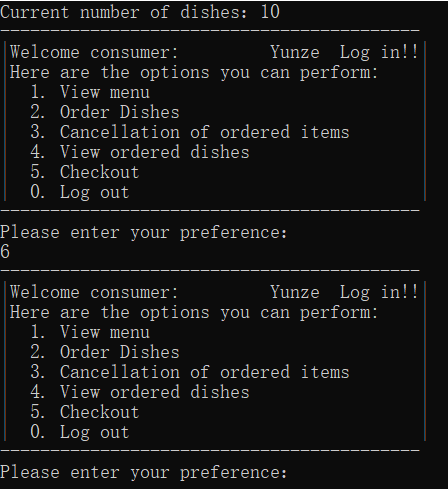 Current number of dishes: 10
------------------------------------------
|Welcome consumer:         Yunze  Log in!!|
|Here are the options you can perform:    |
|  1. View menu                           |
|  2. Order Dishes                        |
|  3. Cancellation of ordered items       |
|  4. View ordered dishes                 |
|  5. Checkout                            |
|  0. Log out                             |
------------------------------------------
Please enter your preference:
6
------------------------------------------
|Welcome consumer:         Yunze  Log in!!|
|Here are the options you can perform:    |
|  1. View menu                           |
|  2. Order Dishes                        |
|  3. Cancellation of ordered items       |
|  4. View ordered dishes                 |
|  5. Checkout                            |
|  0. Log out                             |
------------------------------------------
Please enter your preference: